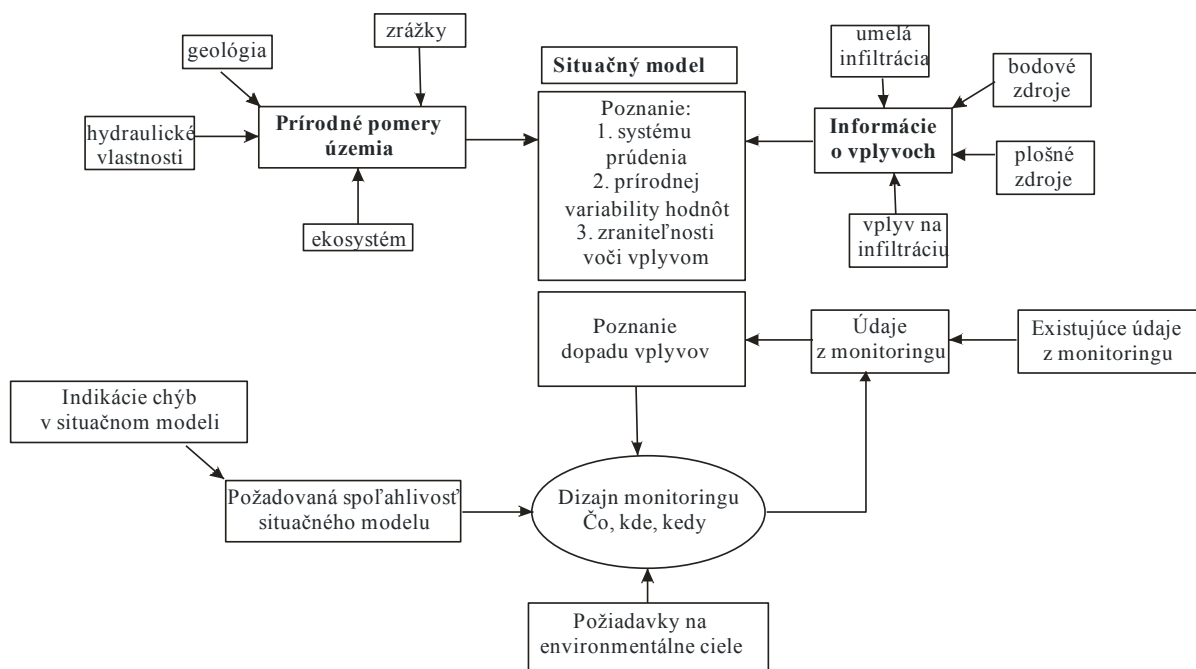 zrážky
geológia
hydraulické
vlastnosti
Prírodné pomery
územia
ekosystém
Situačný model
Poznanie:
1. systému
prúdenia
2. prírodnej
variability hodnôt
3. zraniteľnosti
voči vplyvom
umelá
infiltrácia
bodové
zdroje
Informácie
o vplyvoch
plošné
zdroje
vplyv na
infiltráciu
Poznanie
dopadu vplyvov
Údaje
z monitoringu
Existujúce údaje
z monitoringu
Indikácie chýb
v situačnom modeli
Požadovaná spoľahlivosť
situačného modelu
Dizajn monitoringu
Čo, kde, kedy
Požiadavky na
environmentálne ciele